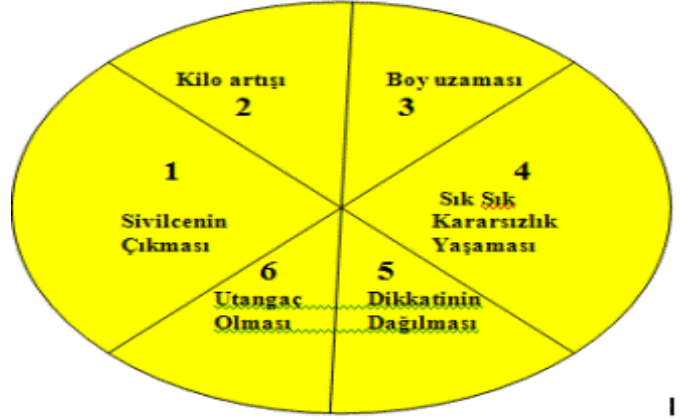 Kilo artışı
2
Boy uzaması
3
1
Sivilcenin
Çıkması
4
Sık Sık
Kararsızlık
Yaşaması
6
Utangaç
Olması
5
Dikkatinin
Dağılması